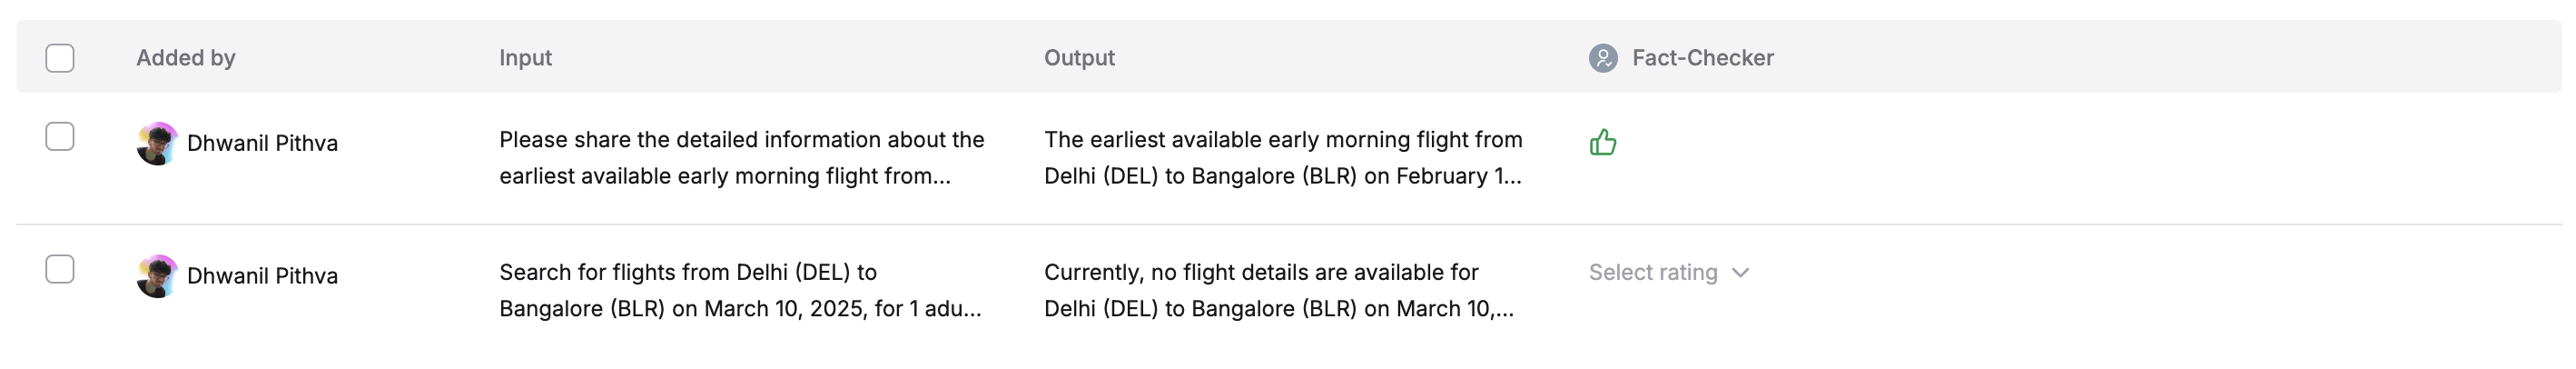 Added by Input Output Fact-Checker
Dhwanil Pithva
Please share the detailed information about the
earliest available early morning flight from...
The earliest available early morning flight from
Delhi (DEL) to Bangalore (BLR) on February 1...
Dhwanil Pithva
Search for flights from Delhi (DEL) to
Bangalore (BLR) on March 10, 2025, for 1 adu...
Currently, no flight details are available for
Delhi (DEL) to Bangalore (BLR) on March 10,...
Select rating